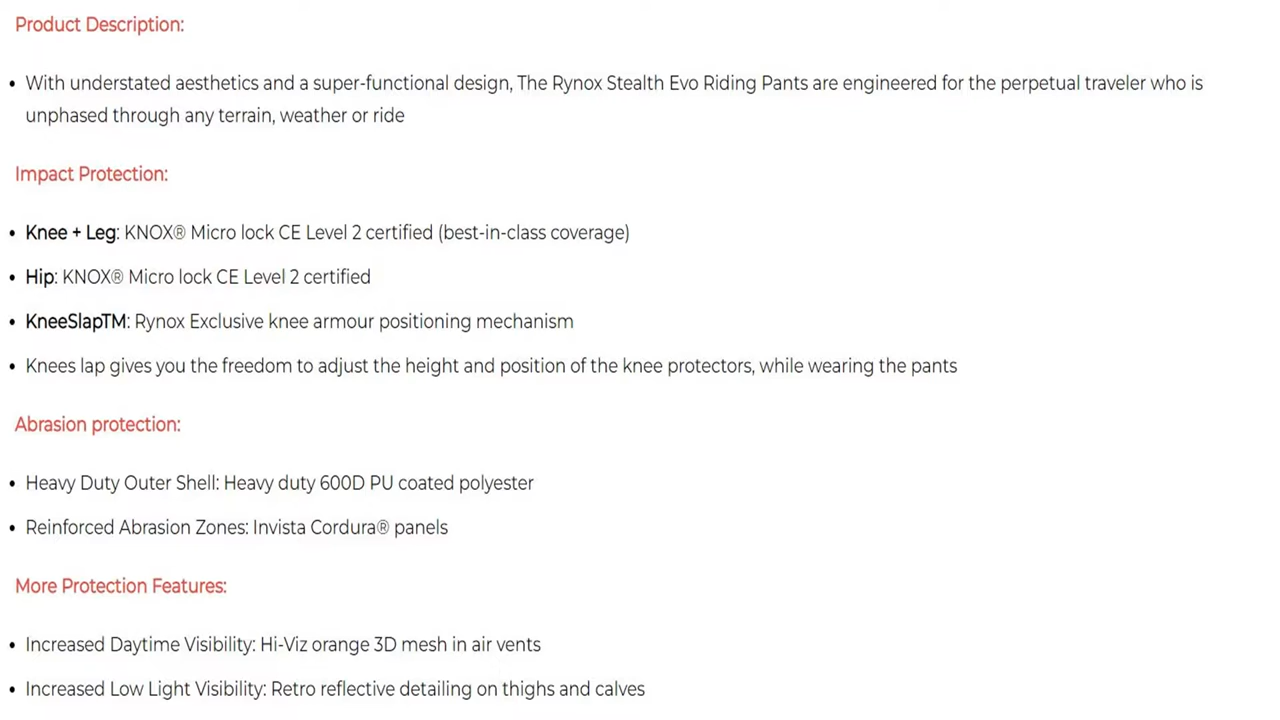 Product Description:
• With understated aesthetics and a super-functional design, The Rynox Stealth Evo Riding Pants are engineered for the perpetual traveler who is
unphased through any terrain, weather or ride
Impact Protection:
• Knee + Leg: KNOX® Micro lock CE Level 2 certified (best-in-class coverage)
• Hip: KNOX® Micro lock CE Level 2 certified
• KneeSlapTM: Rynox Exclusive knee armour positioning mechanism
• Knees lap gives you the freedom to adjust the height and position of the knee protectors, while wearing the pants
Abrasion protection:
• Heavy Duty Outer Shell: Heavy duty 600D PU coated polyester
• Reinforced Abrasion Zones: Invista Cordura® panels
More Protection Features:
• Increased Daytime Visibility: Hi-Viz orange 3D mesh in air vents
• Increased Low Light Visibility: Retro reflective detailing on thighs and calves